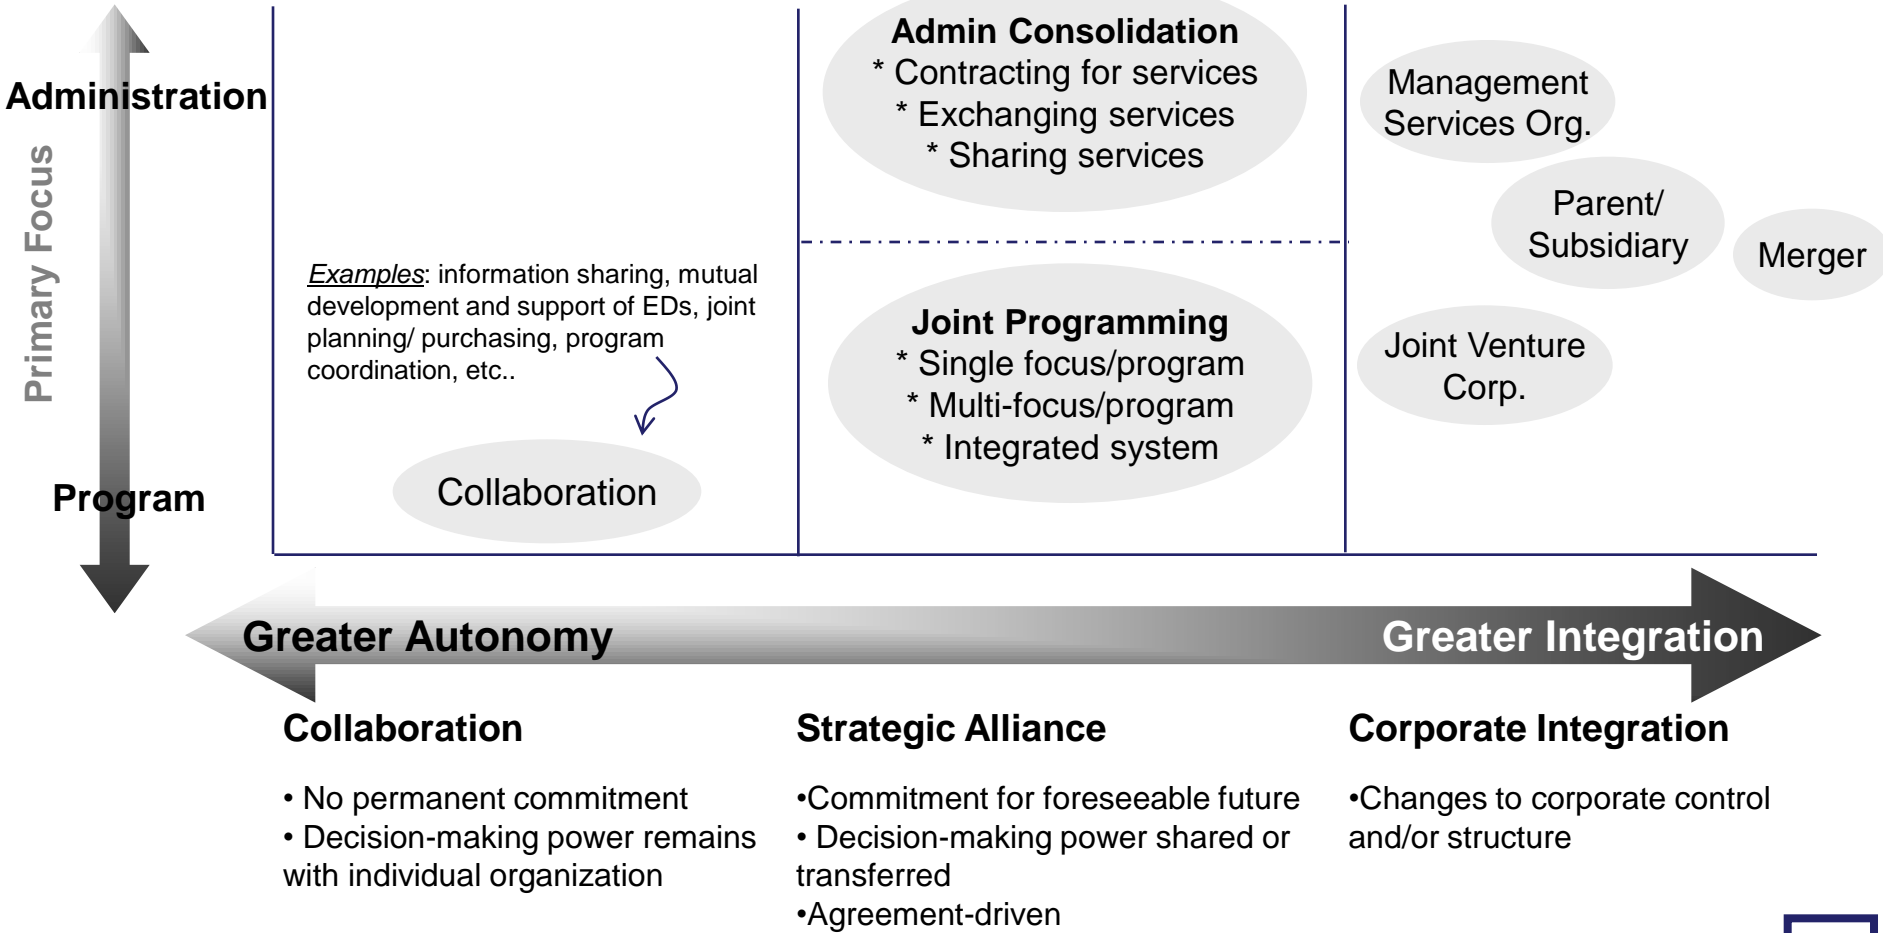 Administration
Primary Focus
Program
Examples: information sharing, mutual
development and support of EDs, joint
planning/ purchasing, program
coordination, etc..
Collaboration
Admin Consolidation
* Contracting for services
* Exchanging services
* Sharing services
Joint Programming
* Single focus/program
* Multi-focus/program
* Integrated system
Management
Services Org.
Parent/
Subsidiary
Merger
Joint Venture
Corp.
Greater Autonomy
Greater Integration
Collaboration
• No permanent commitment
• Decision-making power remains
with individual organization
Strategic Alliance
•Commitment for foreseeable future
• Decision-making power shared or
transferred
•Agreement-driven
Corporate Integration
•Changes to corporate control
and/or structure